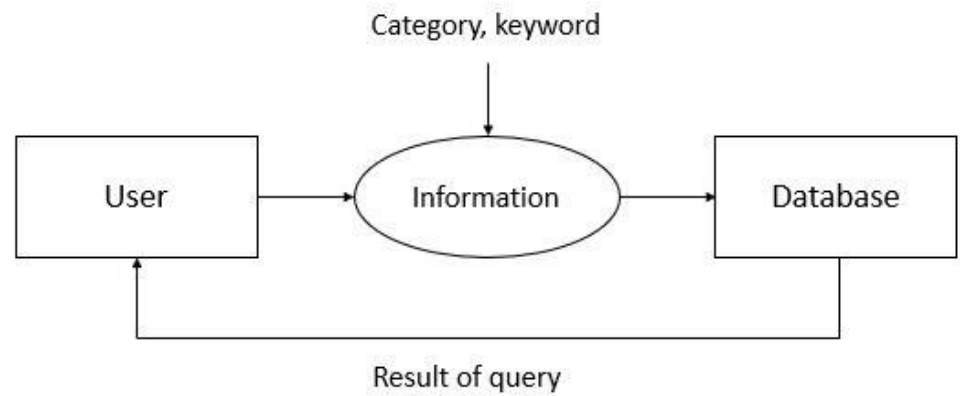 Category, keyword
User
Information
Database
Result of query